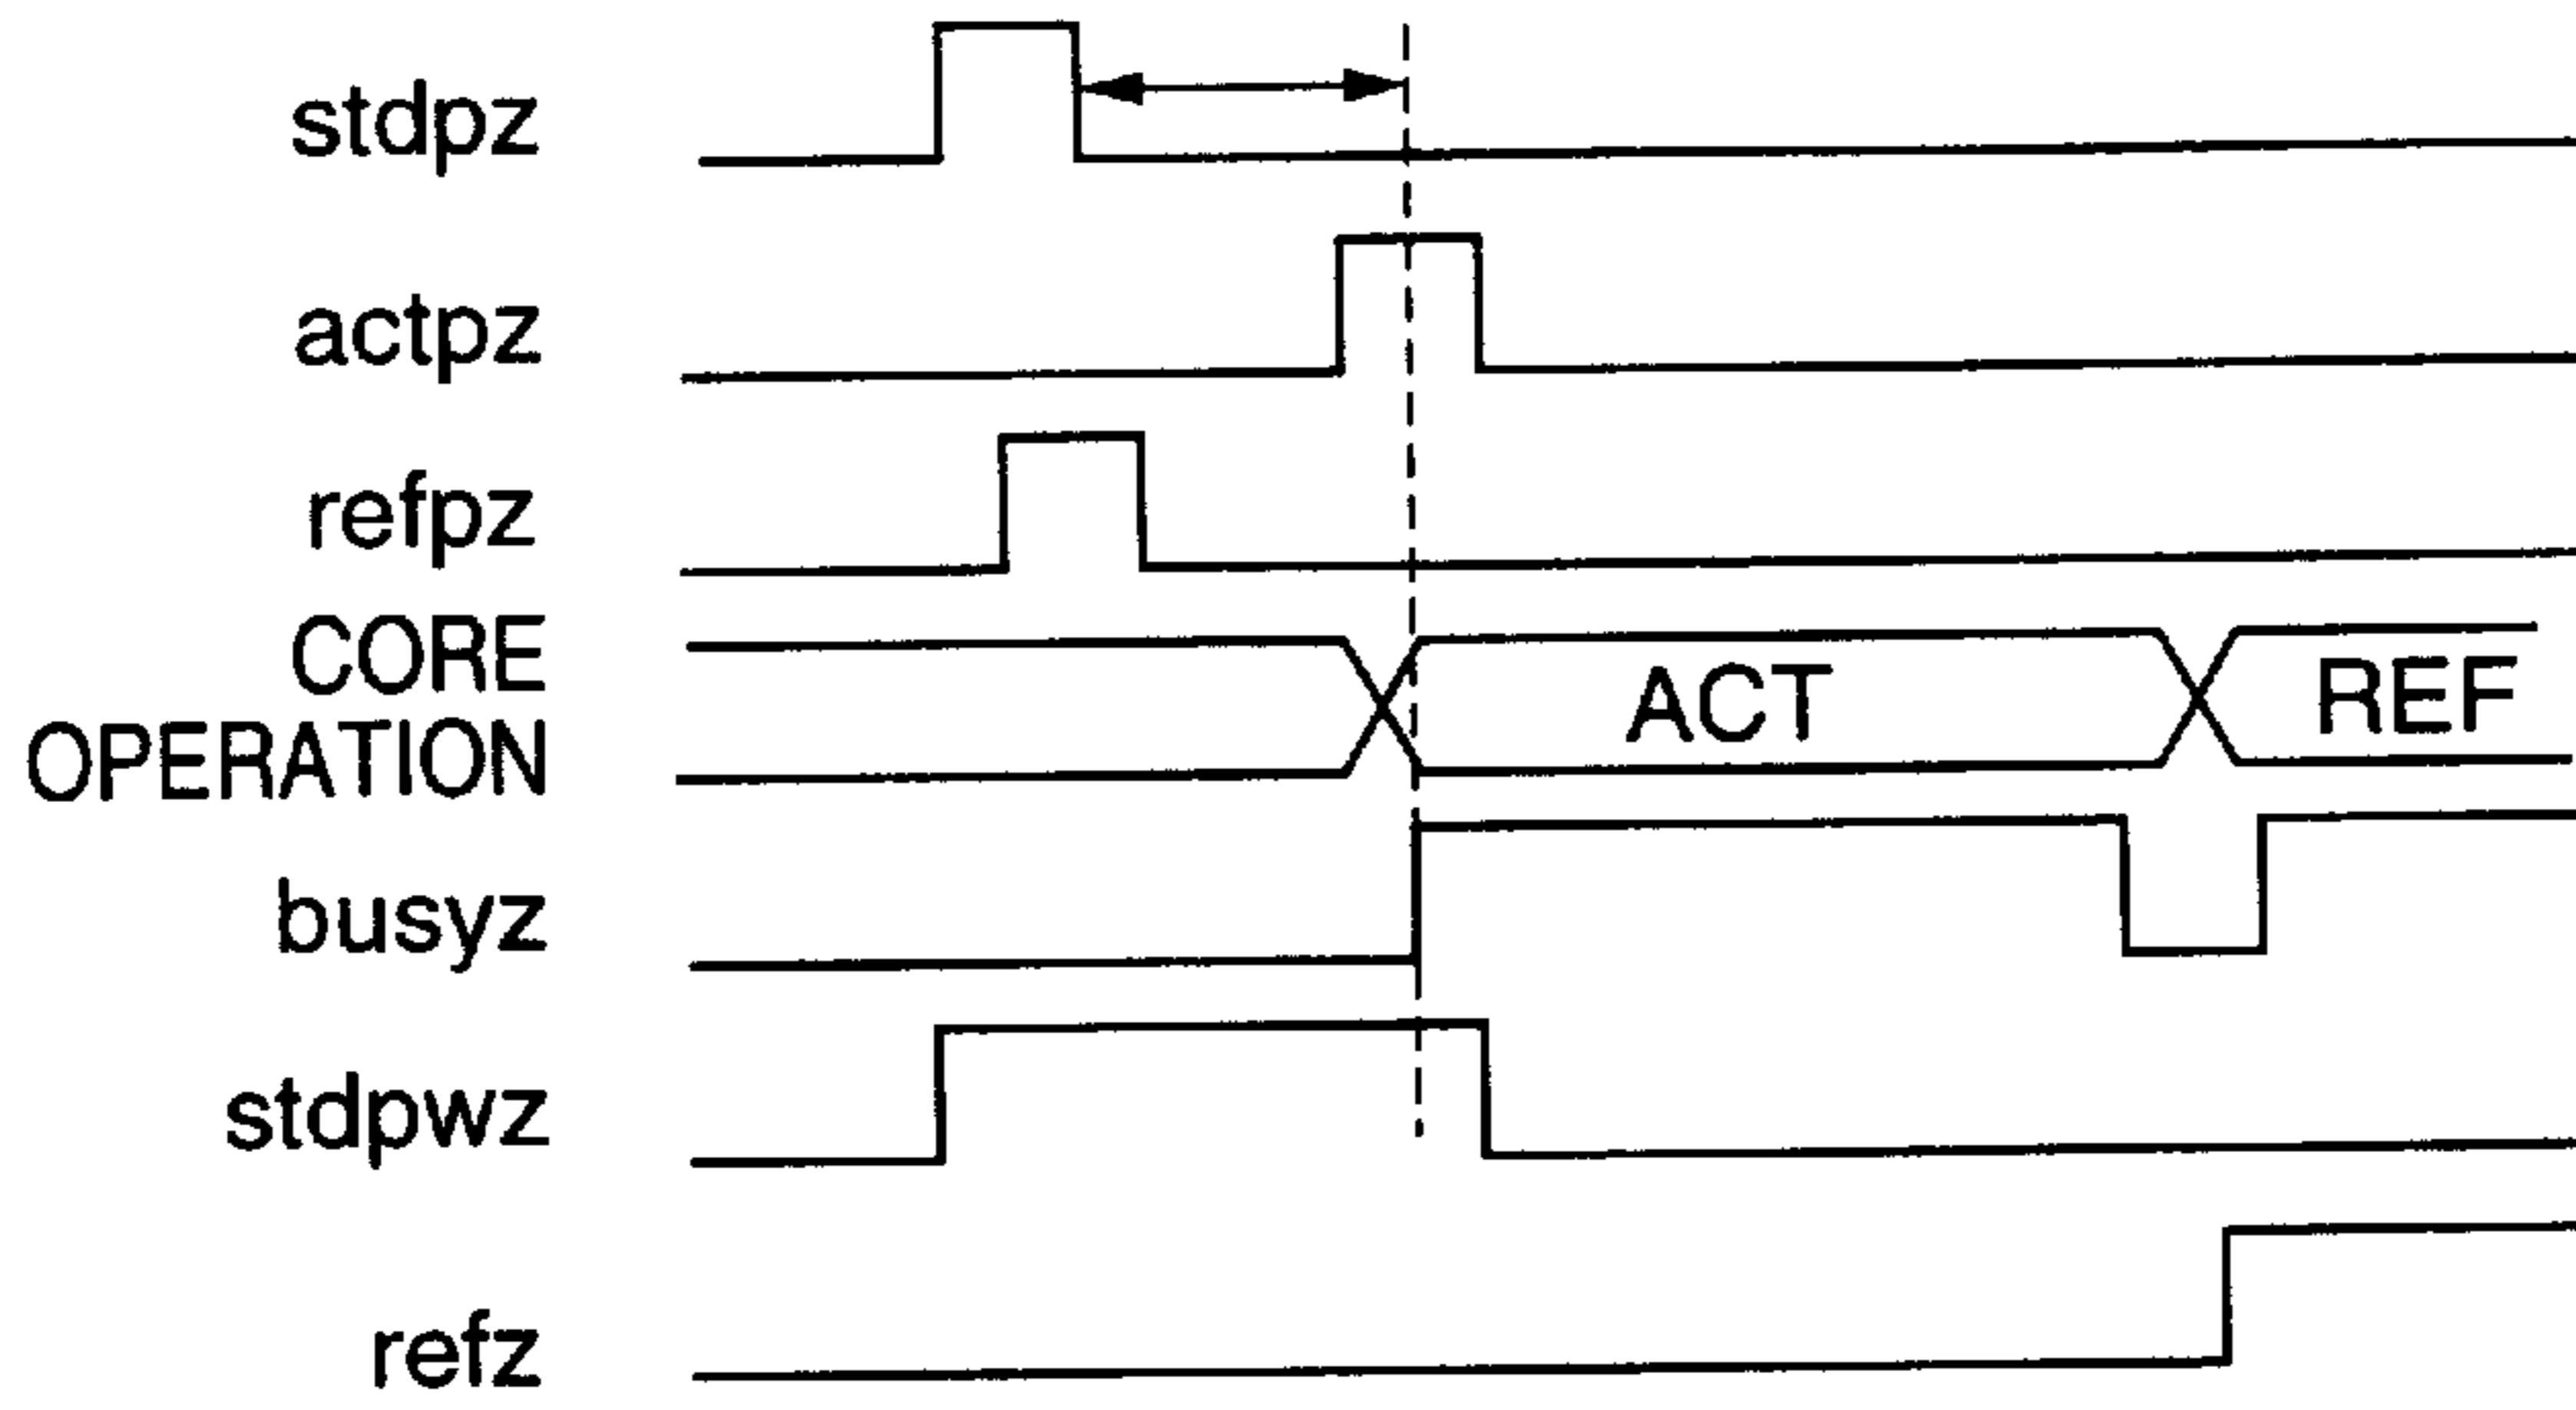 stdpz
actpz
refpz
CORE
OPERATION
ACT
REF
busyz
stdpwz
refz